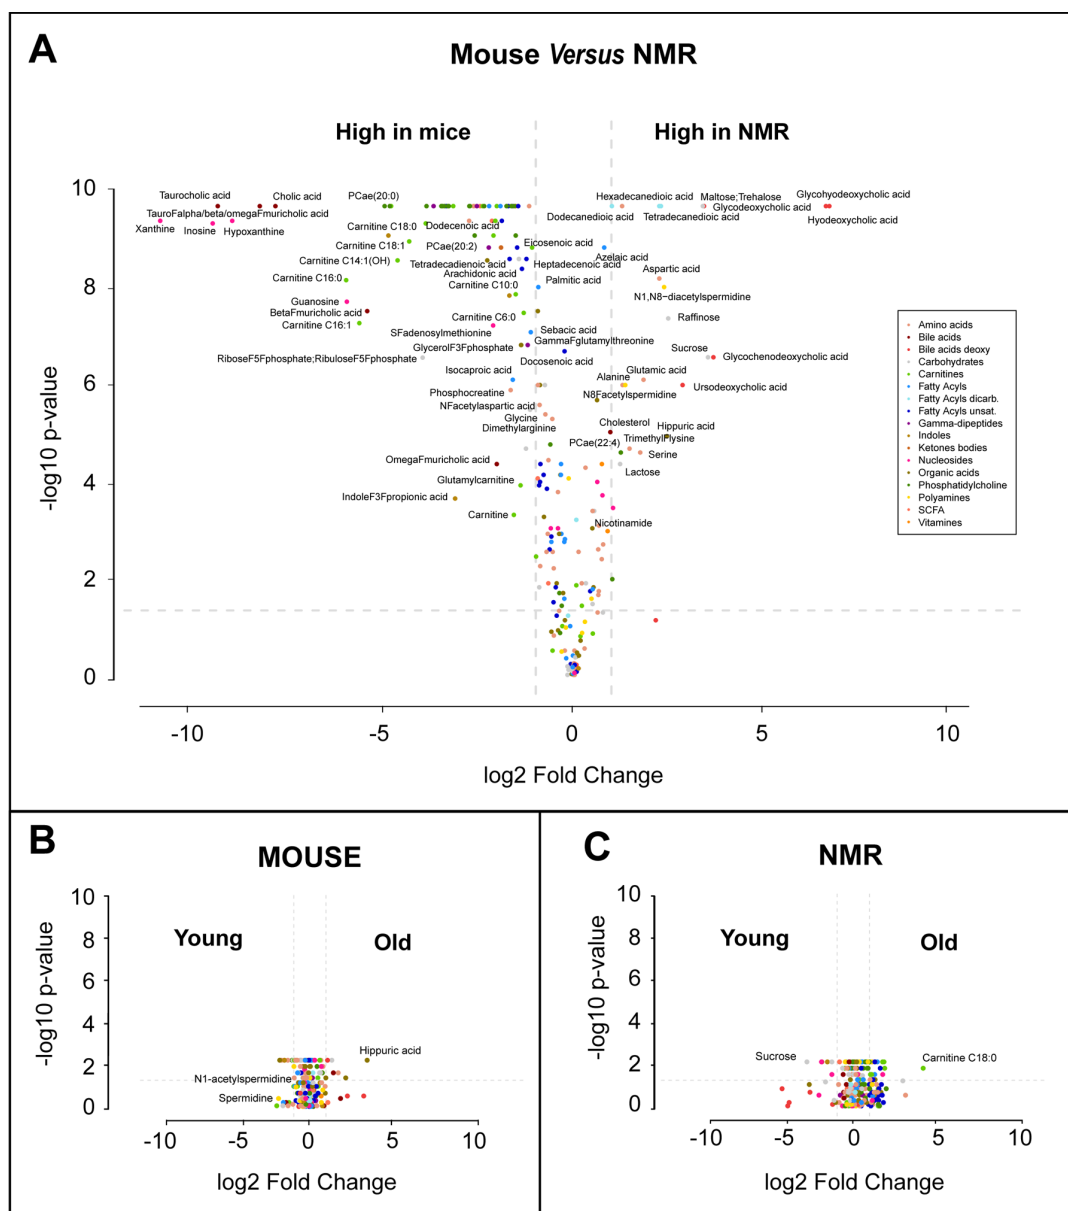 A
Mouse Versus NMR
High in mice
High in NMR
10
8
6
4
2
0
-log10 p-value
Taurocholic acid
Cholic acid
PCae(20:0)
Hexadecanedioic acid
Maltose;Trehalose
Glycohyodeoxycholic acid
TauroFalpha/beta/omegaFmuricholic acid
Dodecenoic acid
Dodecanedioic acid
Tetradecanedioic acid
Glycodeoxycholic acid
Hyodeoxycholic acid
Xanthine
Inosine
Hypoxanthine
Carnitine C18:0
Carnitine C18:1
PCae(20:2)
Eicosenoic acid
Azelaic acid
Carnitine C14:1(OH)
Tetradecadienoic acid
Heptadecenoic acid
Aspartic acid
Arachidonic acid
Carnitine C16:0
Carnitine C10:0
Palmitic acid
N1,N8−diacetylspermidine
Guanosine
BetaFmuricholic acid
Carnitine C6:0
Raffinose
Carnitine C16:1
SFadenosylmethionine
Sebacic acid
GammaFglutamylthreonine
GlycerolF3Fphosphate
Sucrose
RiboseF5Fphosphate;RibuloseF5Fphosphate
Docosenoic acid
Glycochenodeoxycholic acid
Isocaproic acid
Alanine
Glutamic acid
Phosphocreatine
N8Facetylspermidine
Ursodeoxycholic acid
NFacetylaspartic acid
Glycine
Cholesterol
Hippuric acid
Dimethylarginine
PCae(22:4)
TrimethylFlysine
Serine
OmegaFmuricholic acid
Lactose
Glutamylcarnitine
IndoleF3Fpropionic acid
Carnitine
Nicotinamide
Amino acids
Bile acids
Bile acids deoxy
Carbohydrates
Carnitines
Fatty Acyls
Fatty Acyls dicarb.
Fatty Acyls unsat.
Gamma-dipeptides
Indoles
Ketones bodies
Nucleosides
Organic acids
Phosphatidylcholine
Polyamines
SCFA
Vitamines
-10
-5
0
5
10
log2 Fold Change
B
MOUSE
10
8
6
4
2
0
-log10 p-value
Young
Old
Hippuric acid
N1-acetylspermidine
Spermidine
-10
-5
0
5
10
log2 Fold Change
C
NMR
10
8
6
4
2
0
-log10 p-value
Young
Old
Sucrose
Carnitine C18:0
-10
-5
0
5
10
log2 Fold Change